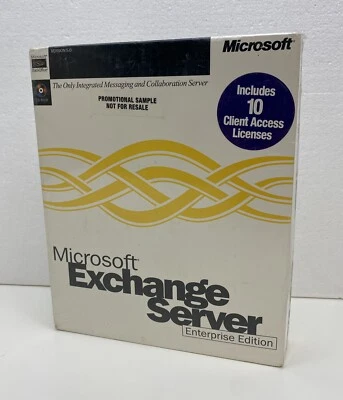 Microsoft
The Only Integrated Messaging and Collaboration Server
PROMOTIONAL SAMPLE
NOT FOR RESALE
Includes
10
Client Access
Licenses
Microsoft
Exchange
Server
Enterprise Edition